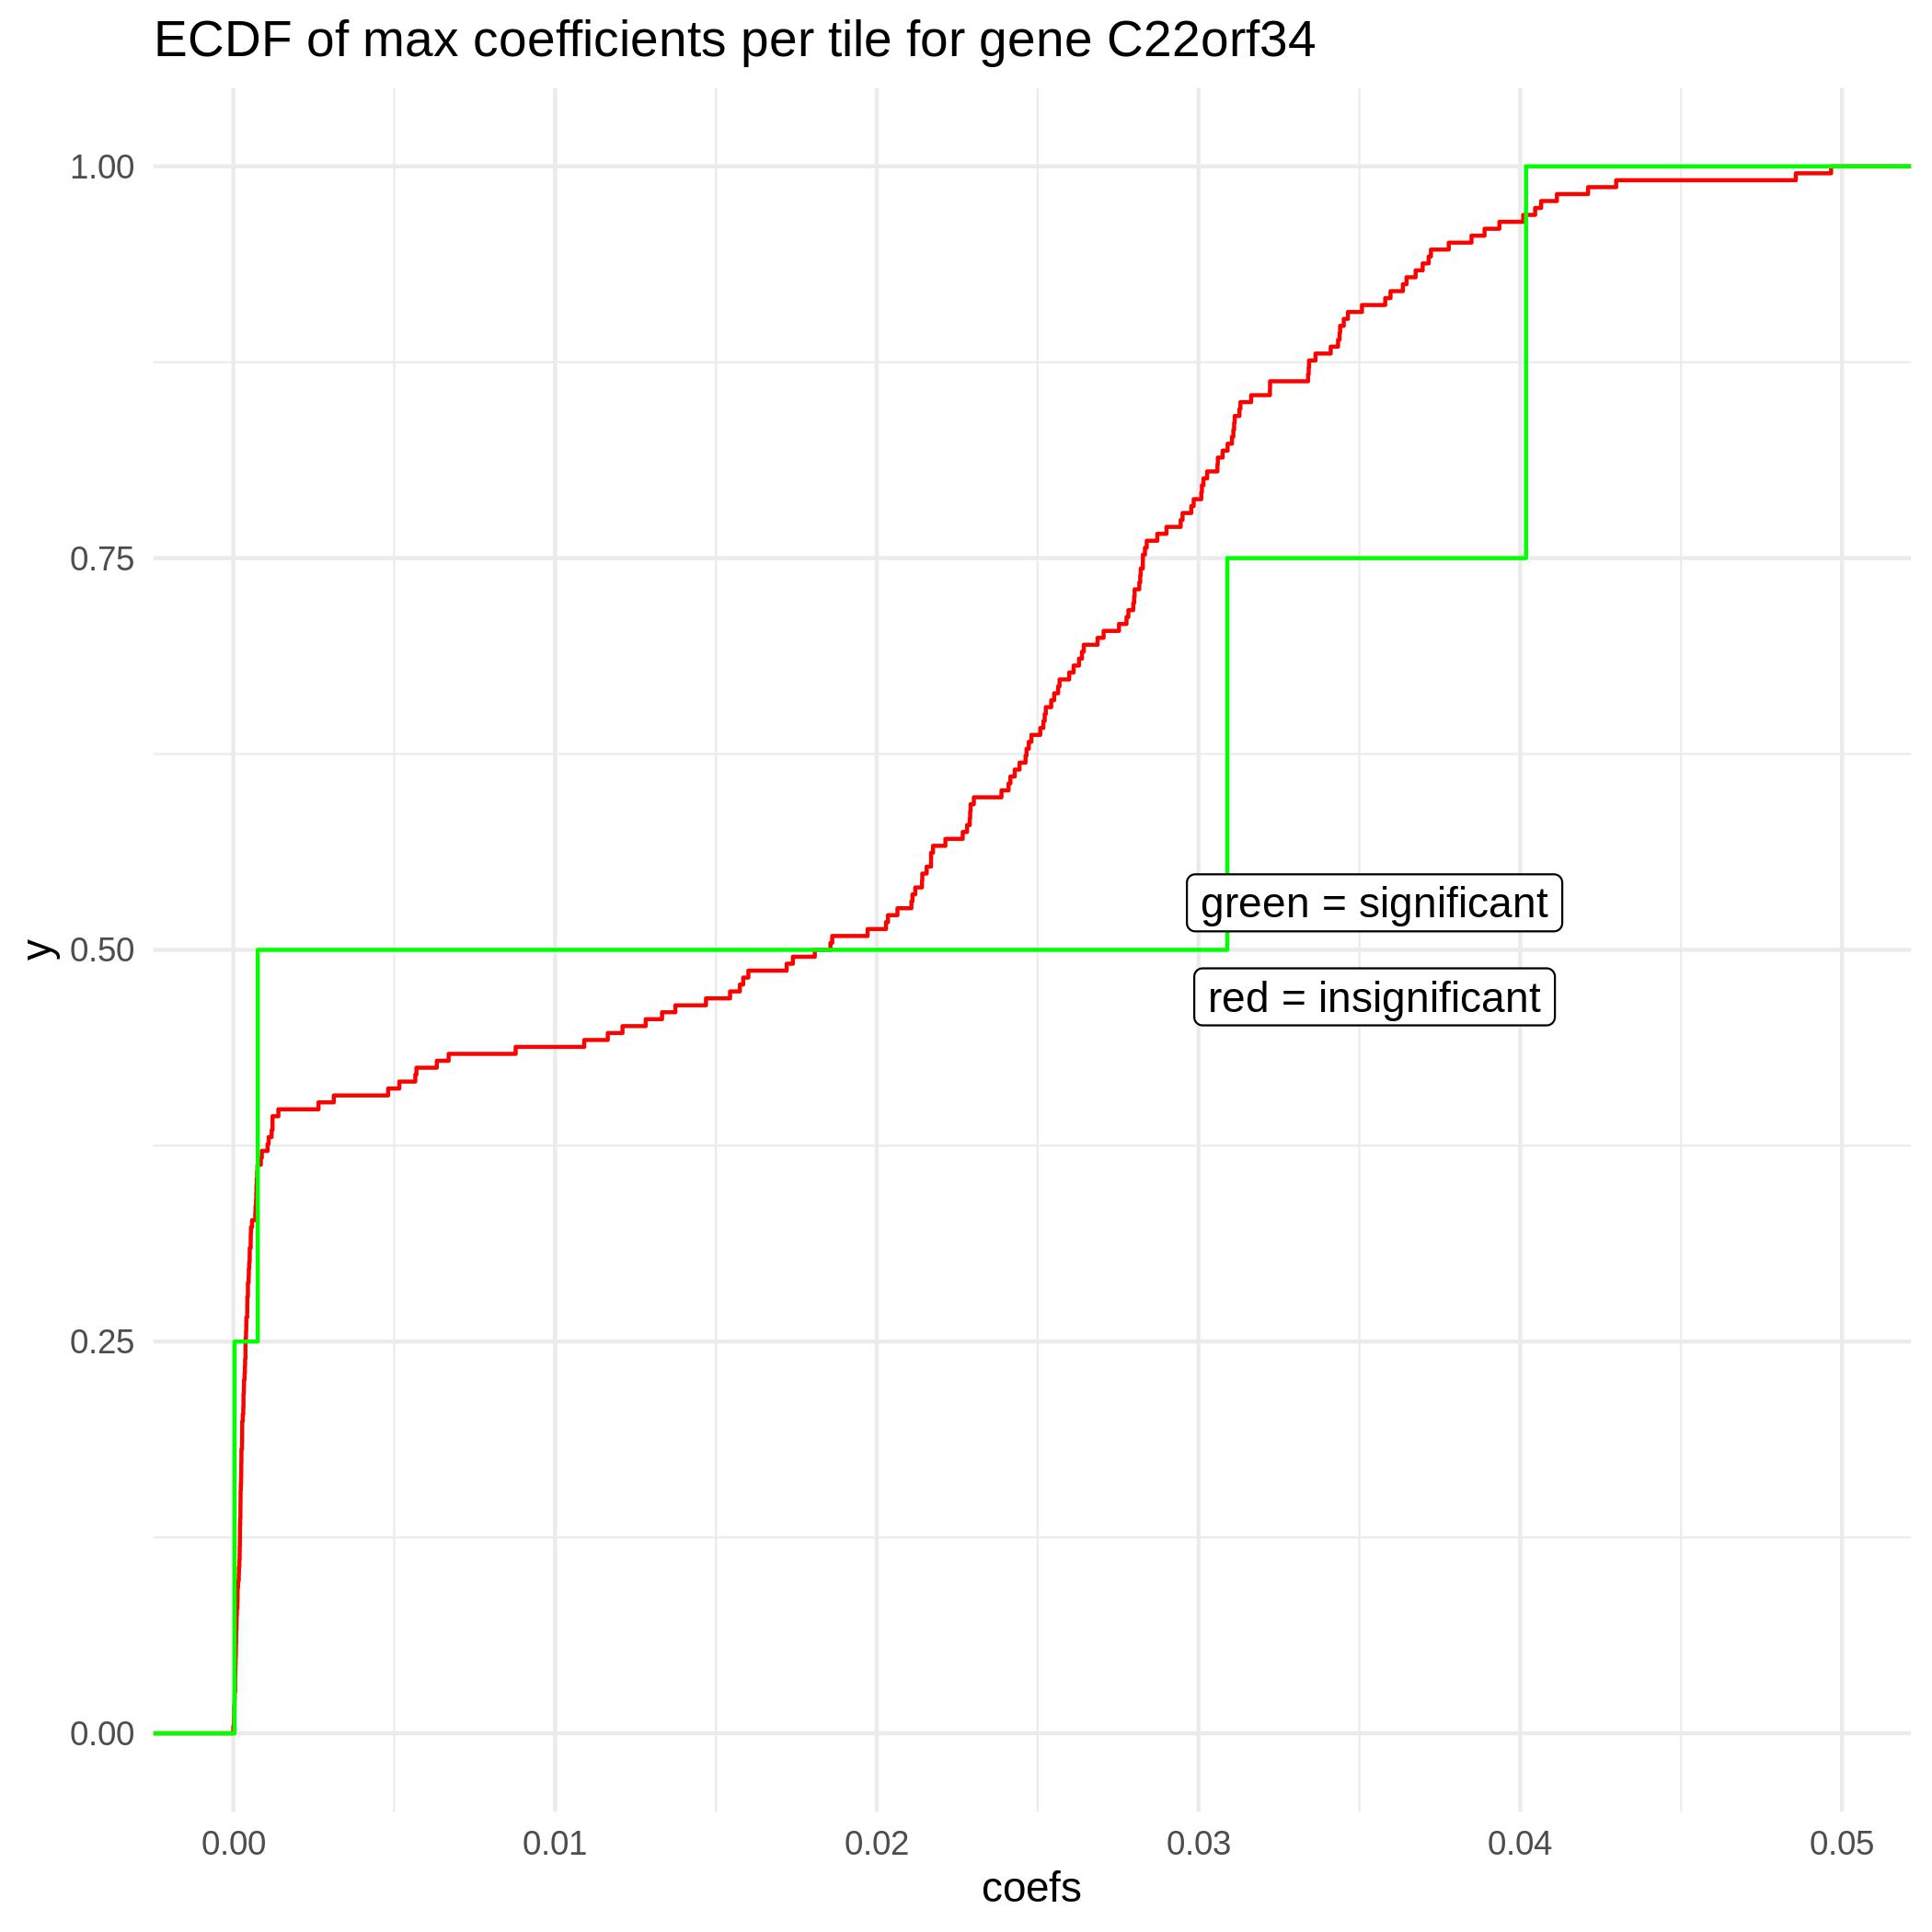 ECDF of max coefficients per tile for gene C22orf34
1.00
0.75
0.50
0.25
0.00
y
green = significant
red = insignificant
0.00 0.01 0.02 0.03 0.04 0.05
coefs